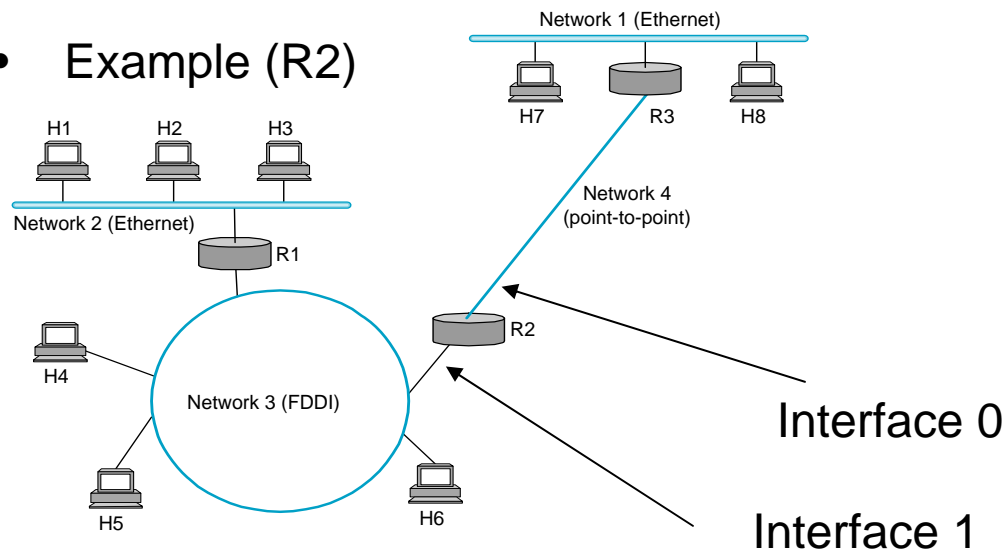 Network 1 (Ethernet)
• Example (R2)
H7 R3 H8
H1 H2 H3
Network 4
(point-to-point)
Network 2 (Ethernet)
R1
R2
H4
Network 3 (FDDI)
Interface 0
H5 H6
Interface 1